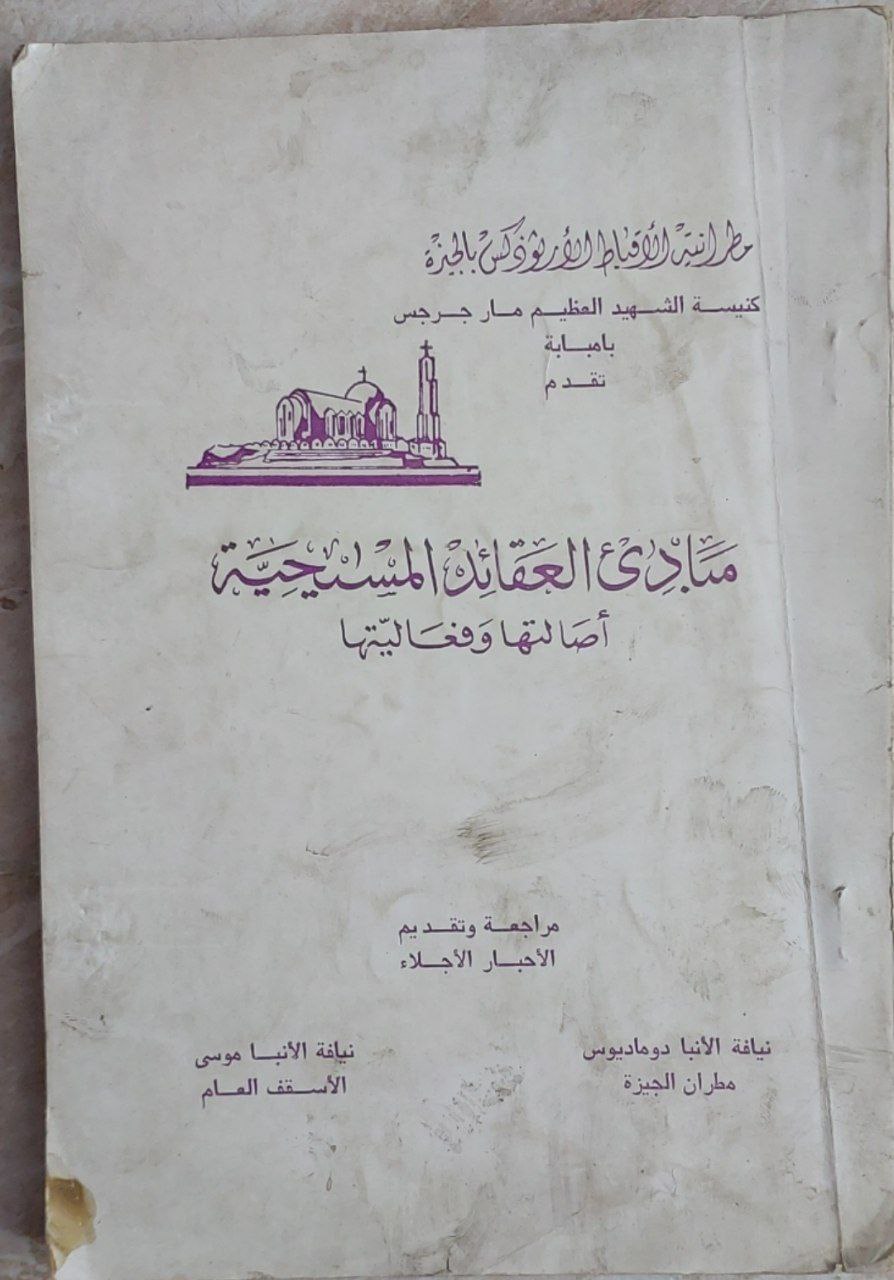 مطرانية الأقباط الأرثوذكس بالجيزة
كنيسة الشهيد العظيم مار جرجس
بامبابة
تقدم
مبادئ العقائد المسيحية
أصالتها وفعاليتها
مراجعة وتقديم
الأحبار الأجلاء
نيافة الأنبا دوماديوس
مطران الجيزة
نيافة الأنبا موسى
الأسقف العام